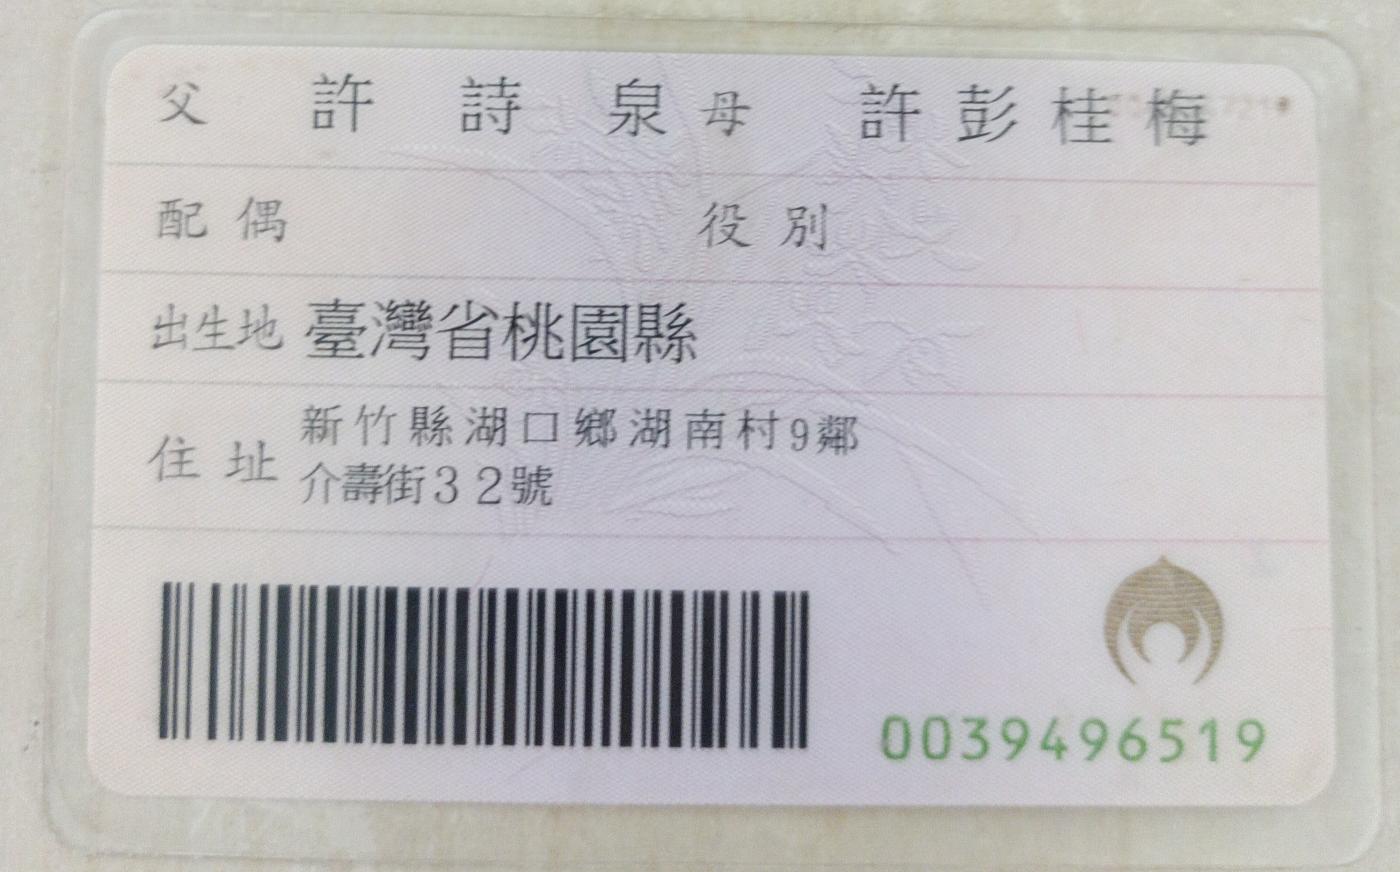 父 許詩泉 母 許彭桂梅
配偶 役別
出生地 臺灣省桃園縣
住址 新竹縣湖口鄉湖南村9鄰
介壽街32號
0039496519